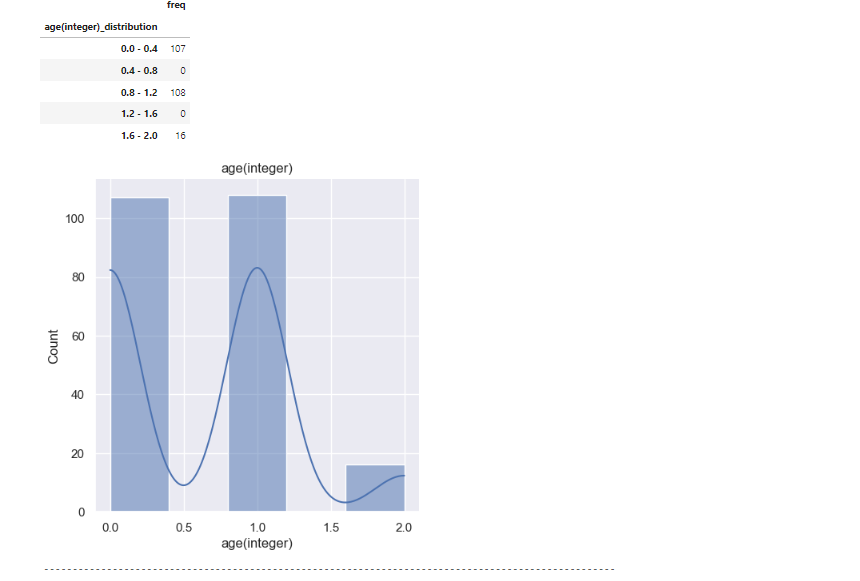 freq
age(integer)_distribution
0.0 - 0.4 107
0.4 - 0.8 0
0.8 - 1.2 108
1.2 - 1.6 0
1.6 - 2.0 16
age(integer)
100
80
60
40
20
0
Count
0.0 0.5 1.0 1.5 2.0
age(integer)